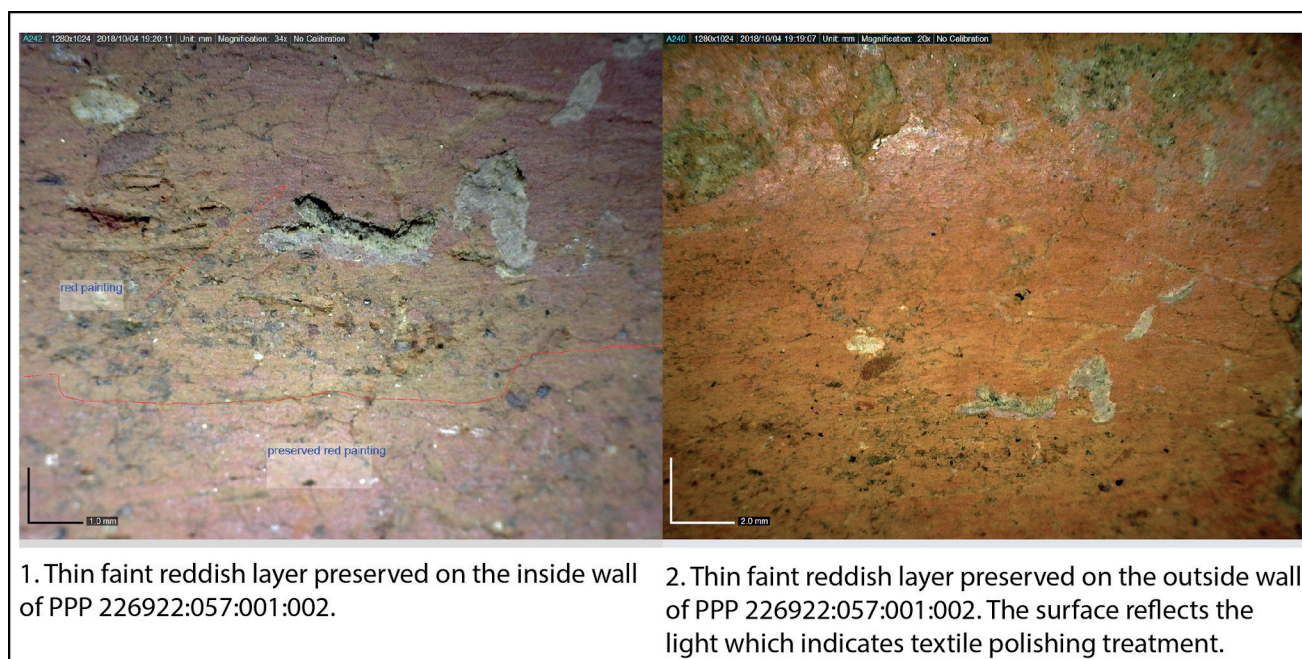 A242 1280x1024 2018/10/04 19:20:11 Unit: mm Magnification: 34x No Calibration
red painting
preserved red painting
1.0 mm
A240 1280x1024 2018/10/04 19:19:07 Unit: mm Magnification: 20x No Calibration
2.0 mm
1. Thin faint reddish layer preserved on the inside wall
of PPP 226922:057:001:002.
2. Thin faint reddish layer preserved on the outside wall
of PPP 226922:057:001:002. The surface reflects the
light which indicates textile polishing treatment.